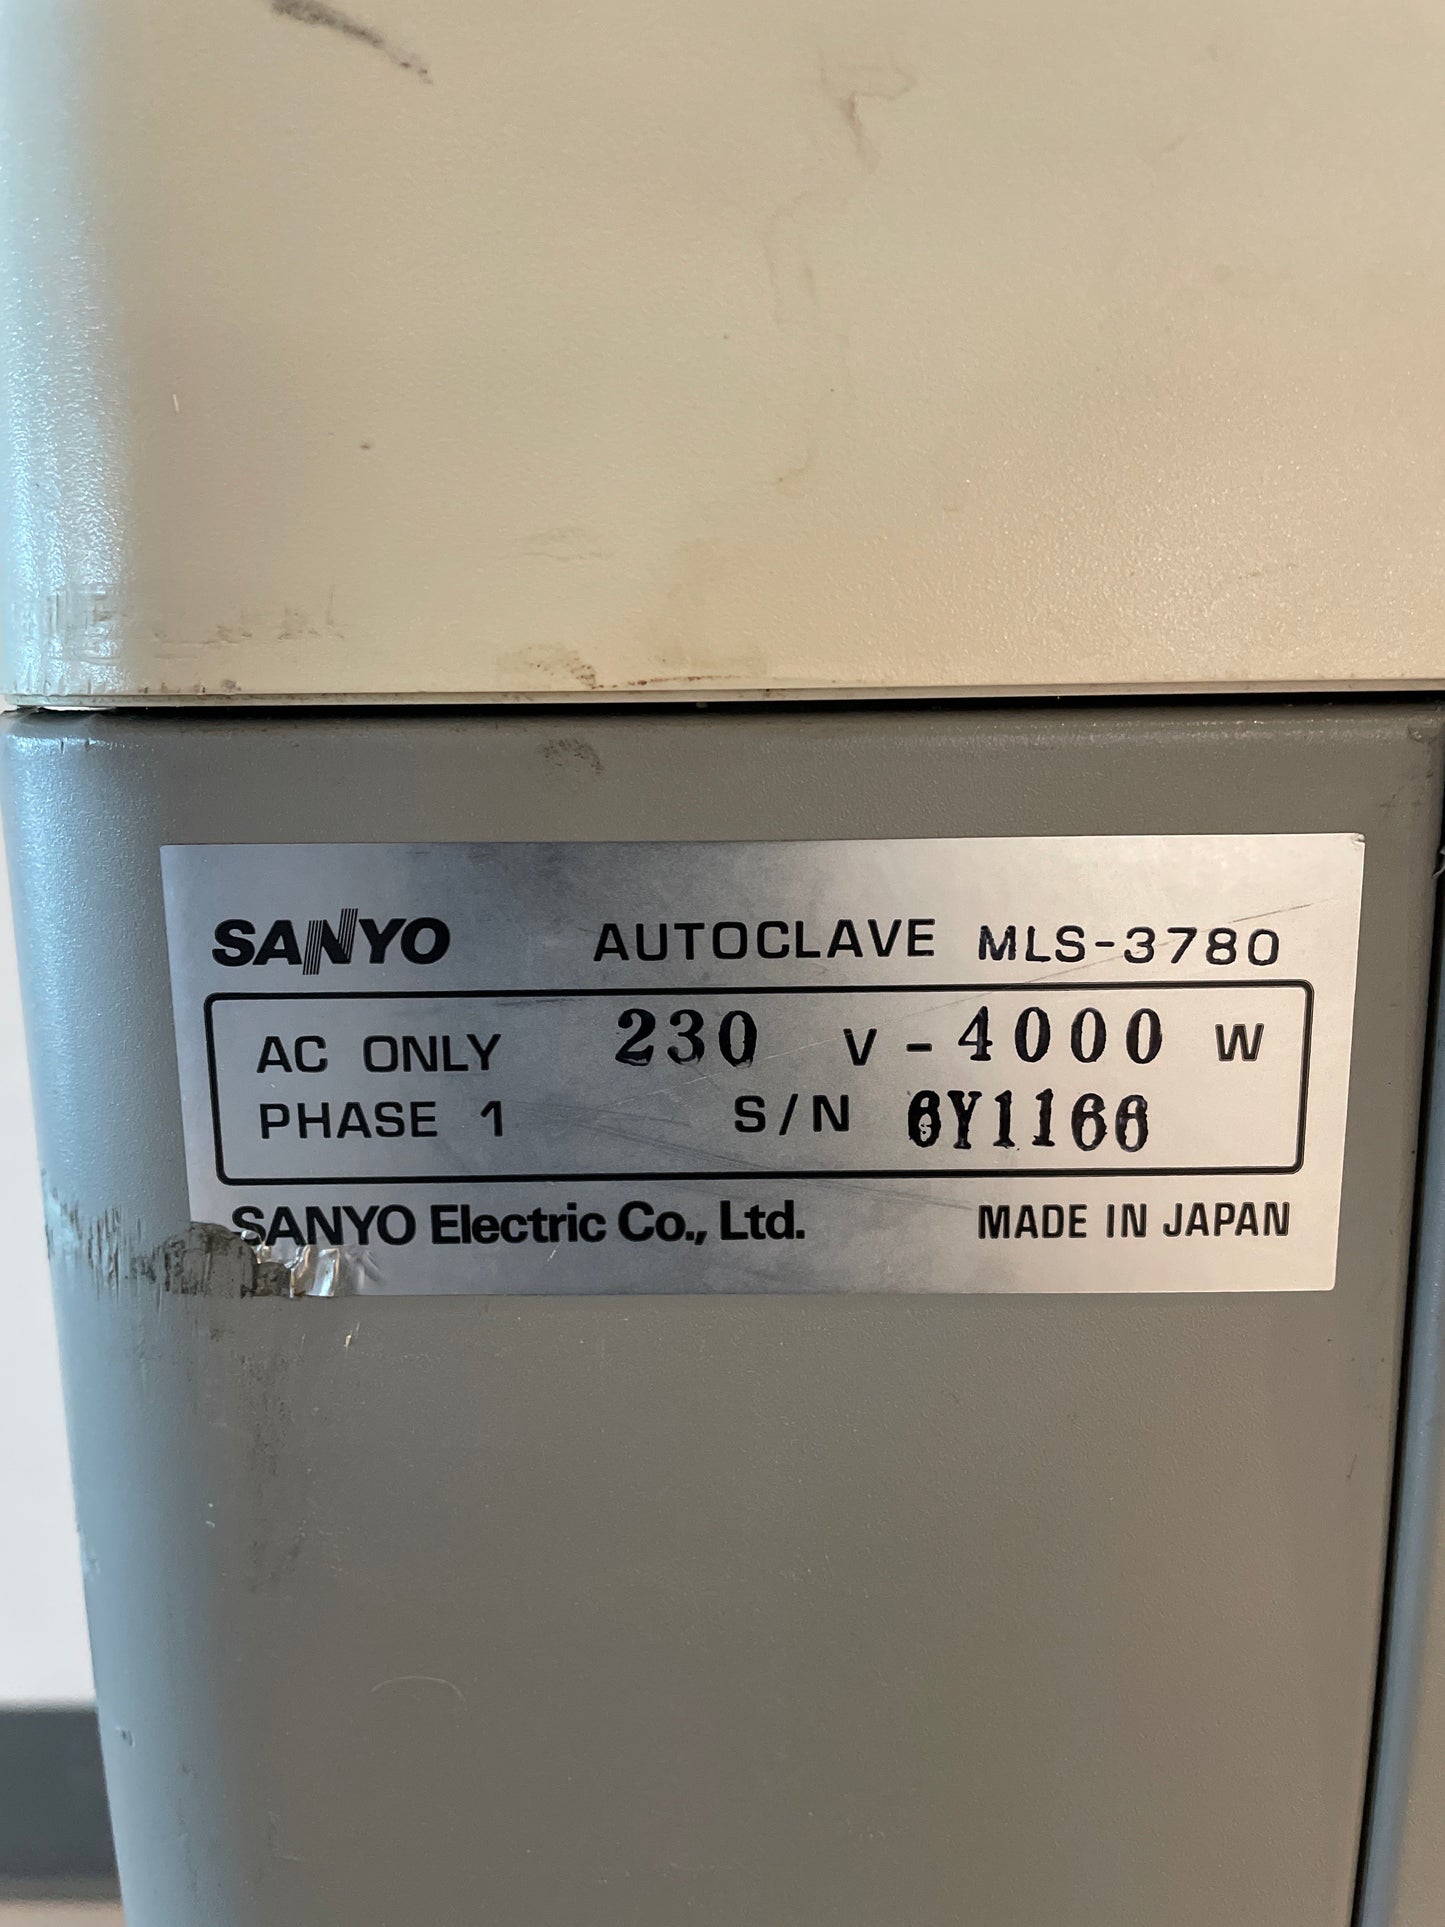 SANYO AUTOCLAVE MLS-3780
AC ONLY 230 V - 4000 W
PHASE 1 S/N 6Y1166
SANYO Electric Co., Ltd. MADE IN JAPAN